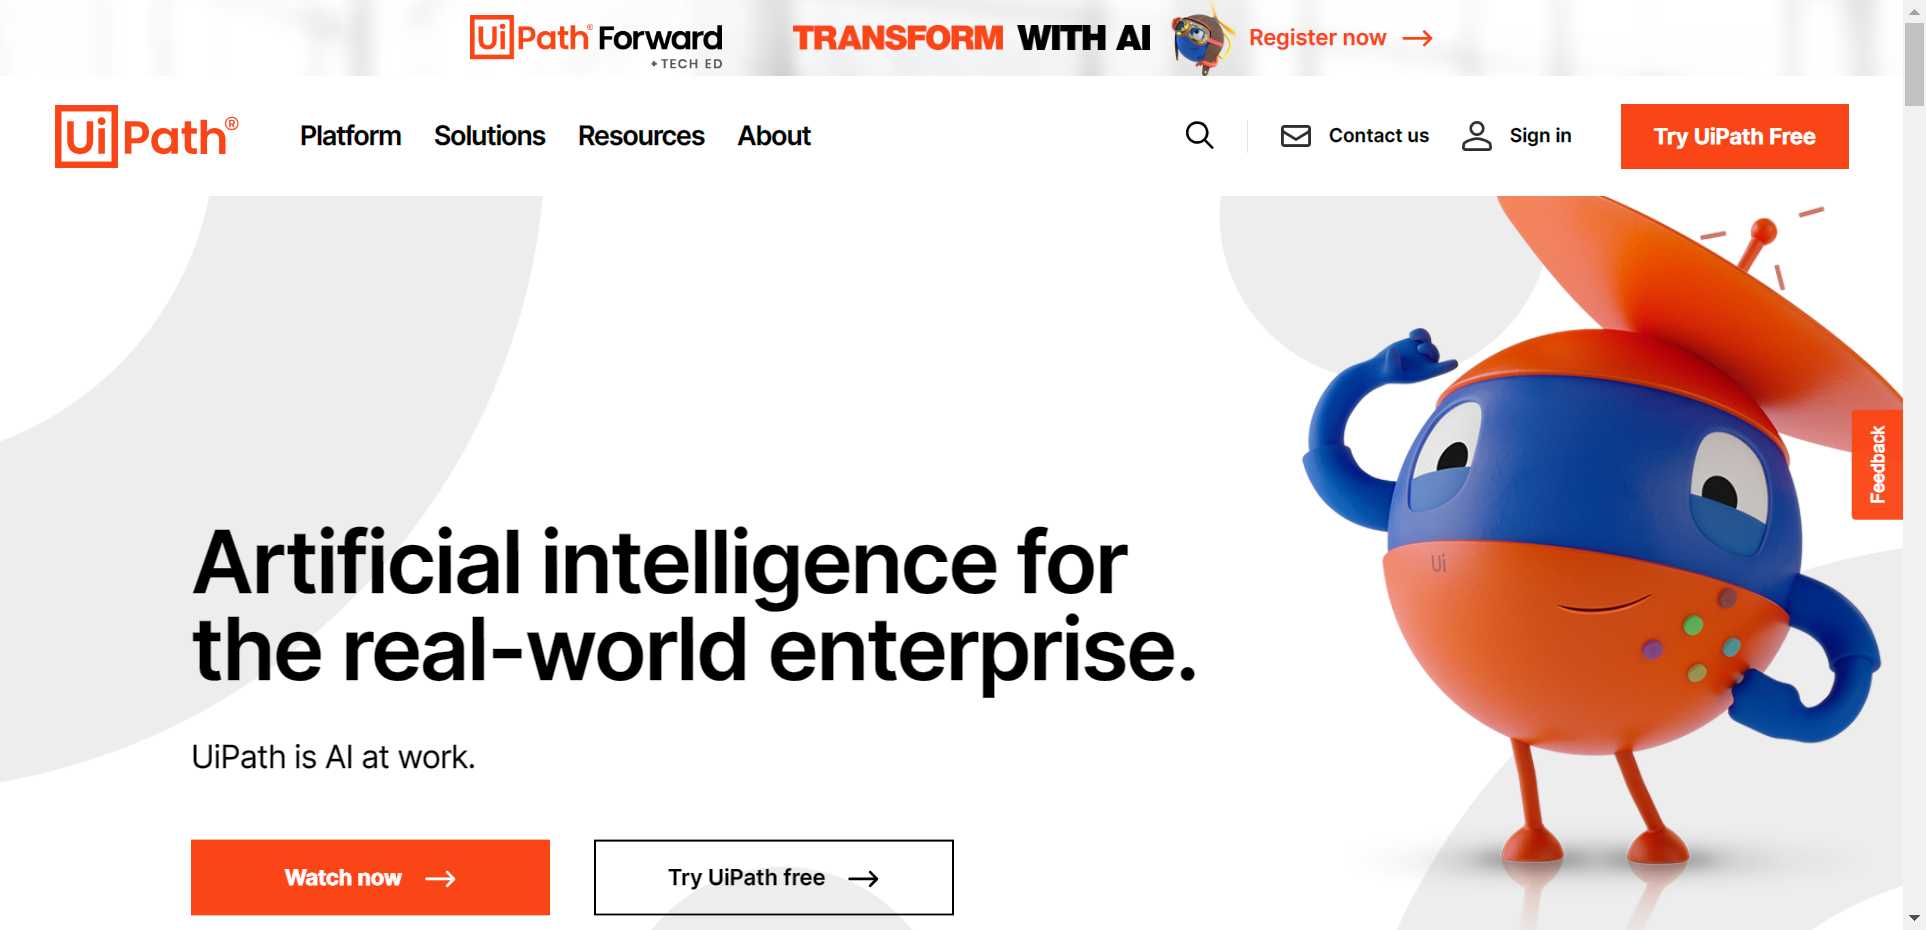 UiPath® Forward
+ TECH ED
TRANSFORM WITH AI
Register now →
UiPath®
Platform
Solutions
Resources
About
Contact us
Sign in
Try UiPath Free
Feedback
Ui
Artificial intelligence for
the real-world enterprise.
UiPath is AI at work.
Watch now →
Try UiPath free →